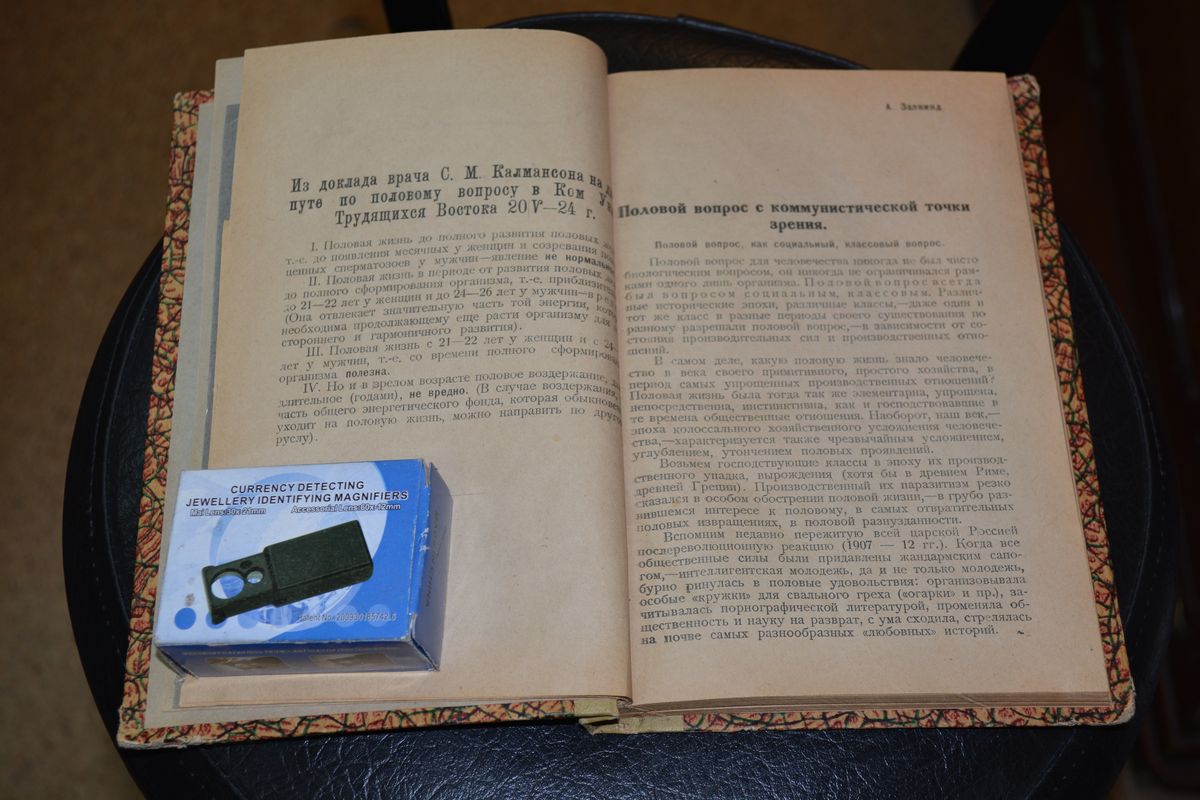 Из доклада врача С. М. Калмансона на
путе по половому вопросу в Ком
Трудящихся Востока 20 V—24 г.
I. Половая жизнь до полного развития половых
т.-е. до появления месячных у женщин и созревания
ценных сперматозоев у мужчин—явление не нормальное
II. Половая жизнь в периоде от развития половых
до полного сформирования организма, т.-е.
до 21—22 лет у женщин и до 24—26 лет у мужчин
(Она отвлекает значительную часть той энергии,
необходима продолжающему еще расти организму для
стороннего и гармоничного развития).
III. Половая жизнь с 21—22 лет у женщин и с
лет у мужчин, т.-е. со времени полного
организма полезна.
IV. Но и в зрелом возрасте половое воздержание,
длительное (годами), не вредно. (В случае воздержания,
часть общего энергетического фонда, которая
уходит на половую жизнь, можно направить по
руслу).
А. Залкинд
Половой вопрос с коммунистической точки
зрения.
Половой вопрос, как социальный, классовый вопрос.
Половой вопрос для человечества никогда не был чисто
биологическим вопросом, он никогда не ограничивался рам-
ками одного лишь организма. Половой вопрос всегда
был вопросом социальным, классовым. Различ-
ные исторические эпохи, различные классы,—даже один и
тот же класс в разные периоды своего существования по
разному разрешали половой вопрос,—в зависимости от со-
стояния производительных сил и производственных отно-
шений.
В самом деле, какую половую жизнь знало человече-
ство в века своего примитивного, простого хозяйства, в
период самых упрощенных производственных отношений?
Половая жизнь была тогда так же элементарна, упрощена,
непосредственна, инстинктивна, как и господствовавшие в
те времена общественные отношения. Наоборот, наш век,—
эпоха колоссального хозяйственного усложнения человече-
ства,—характеризуется также чрезвычайным усложнением,
углублением, утончением половых проявлений.
Возьмем господствующие классы в эпоху их производ-
ственного упадка, вырождения (хотя бы в древнем Риме,
древней Греции). Производственный их паразитизм резко
сказался в особом обострении половой жизни,—в грубо раз-
вившемся интересе к половому, в самых отвратительных
половых извращениях, в половой разнузданности.
Вспомним недавно пережитую всей царской Россией
послереволюционную реакцию (1907 — 12 гг.). Когда все
общественные силы были придавлены жандармским сапо-
гом,—интеллигентская молодежь, да и не только молодежь,
бурно ринулась в половые удовольствия: организовывала
особые «кружки» для свального греха («огарки» и пр.), за-
читывалась порнографической литературой, променяла об-
щественность и науку на разврат, с ума сходила, стрелялась
на почве самых разнообразных «любовных» историй.
CURRENCY DETECTING
JEWELLERY IDENTIFYING MAGNIFIERS
Mai Lens:30x-21mm Accessorial Lens:60x-12mm
Patent No. 200930165742.6